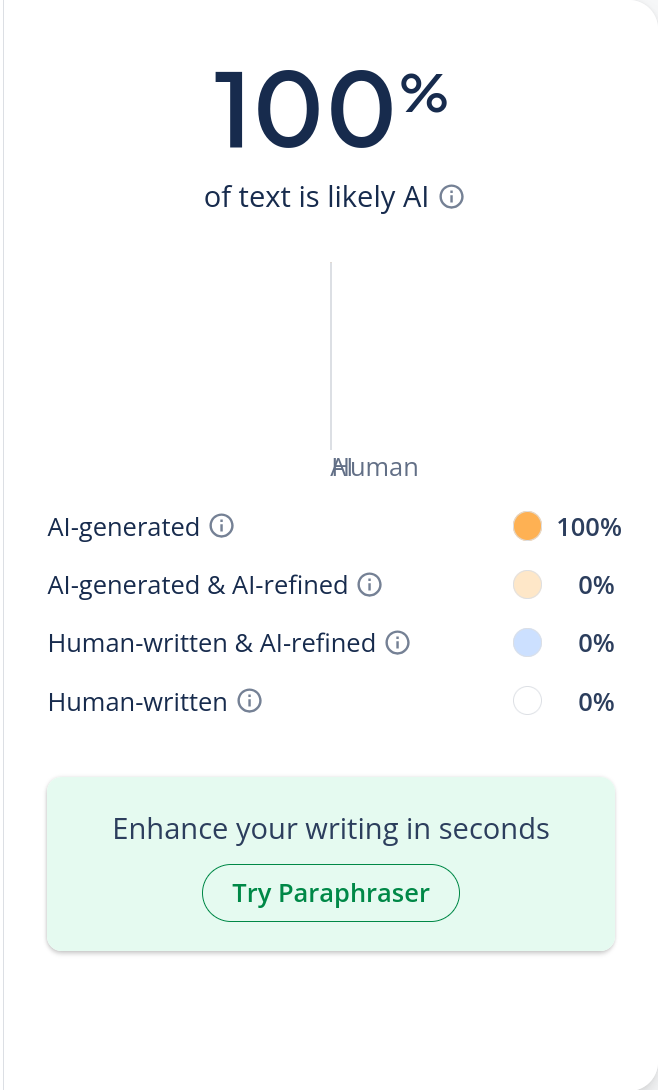 100%
of text is likely AI
AI Human
AI-generated 100%
AI-generated & AI-refined 0%
Human-written & AI-refined 0%
Human-written 0%
Enhance your writing in seconds
Try Paraphraser